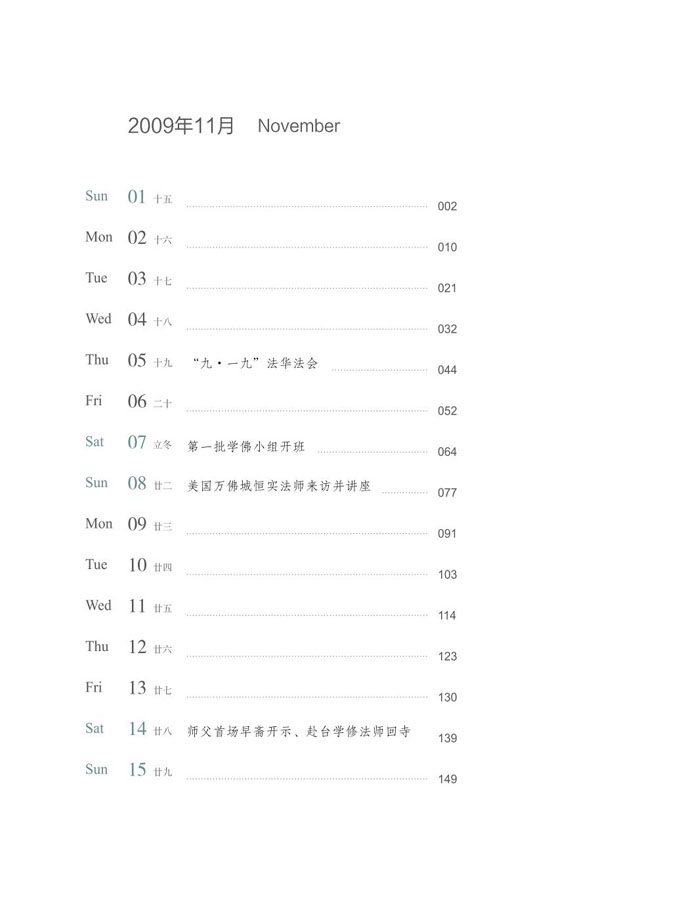 2009年11月 November
Sun 01 十五 002
Mon 02 十六 010
Tue 03 十七 021
Wed 04 十八 032
Thu 05 十九 “九·一九”法华法会 044
Fri 06 二十 052
Sat 07 立冬 第一批学佛小组开班 064
Sun 08 廿二 美国万佛城恒实法师来访并讲座 077
Mon 09 廿三 091
Tue 10 廿四 103
Wed 11 廿五 114
Thu 12 廿六 123
Fri 13 廿七 130
Sat 14 廿八 师父首场早斋开示、赴台学修法师回寺 139
Sun 15 廿九 149